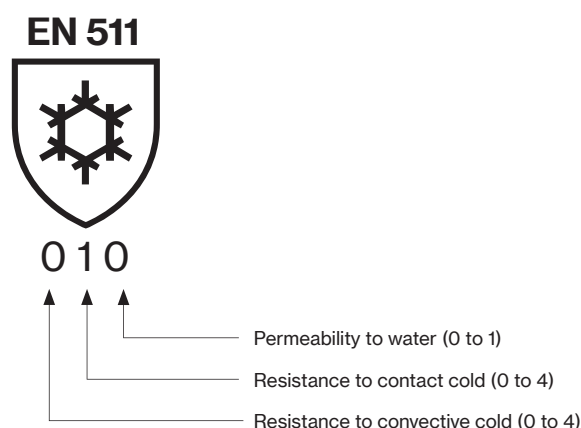 EN 511
0 1 0
Permeability to water (0 to 1)
Resistance to contact cold (0 to 4)
Resistance to convective cold (0 to 4)